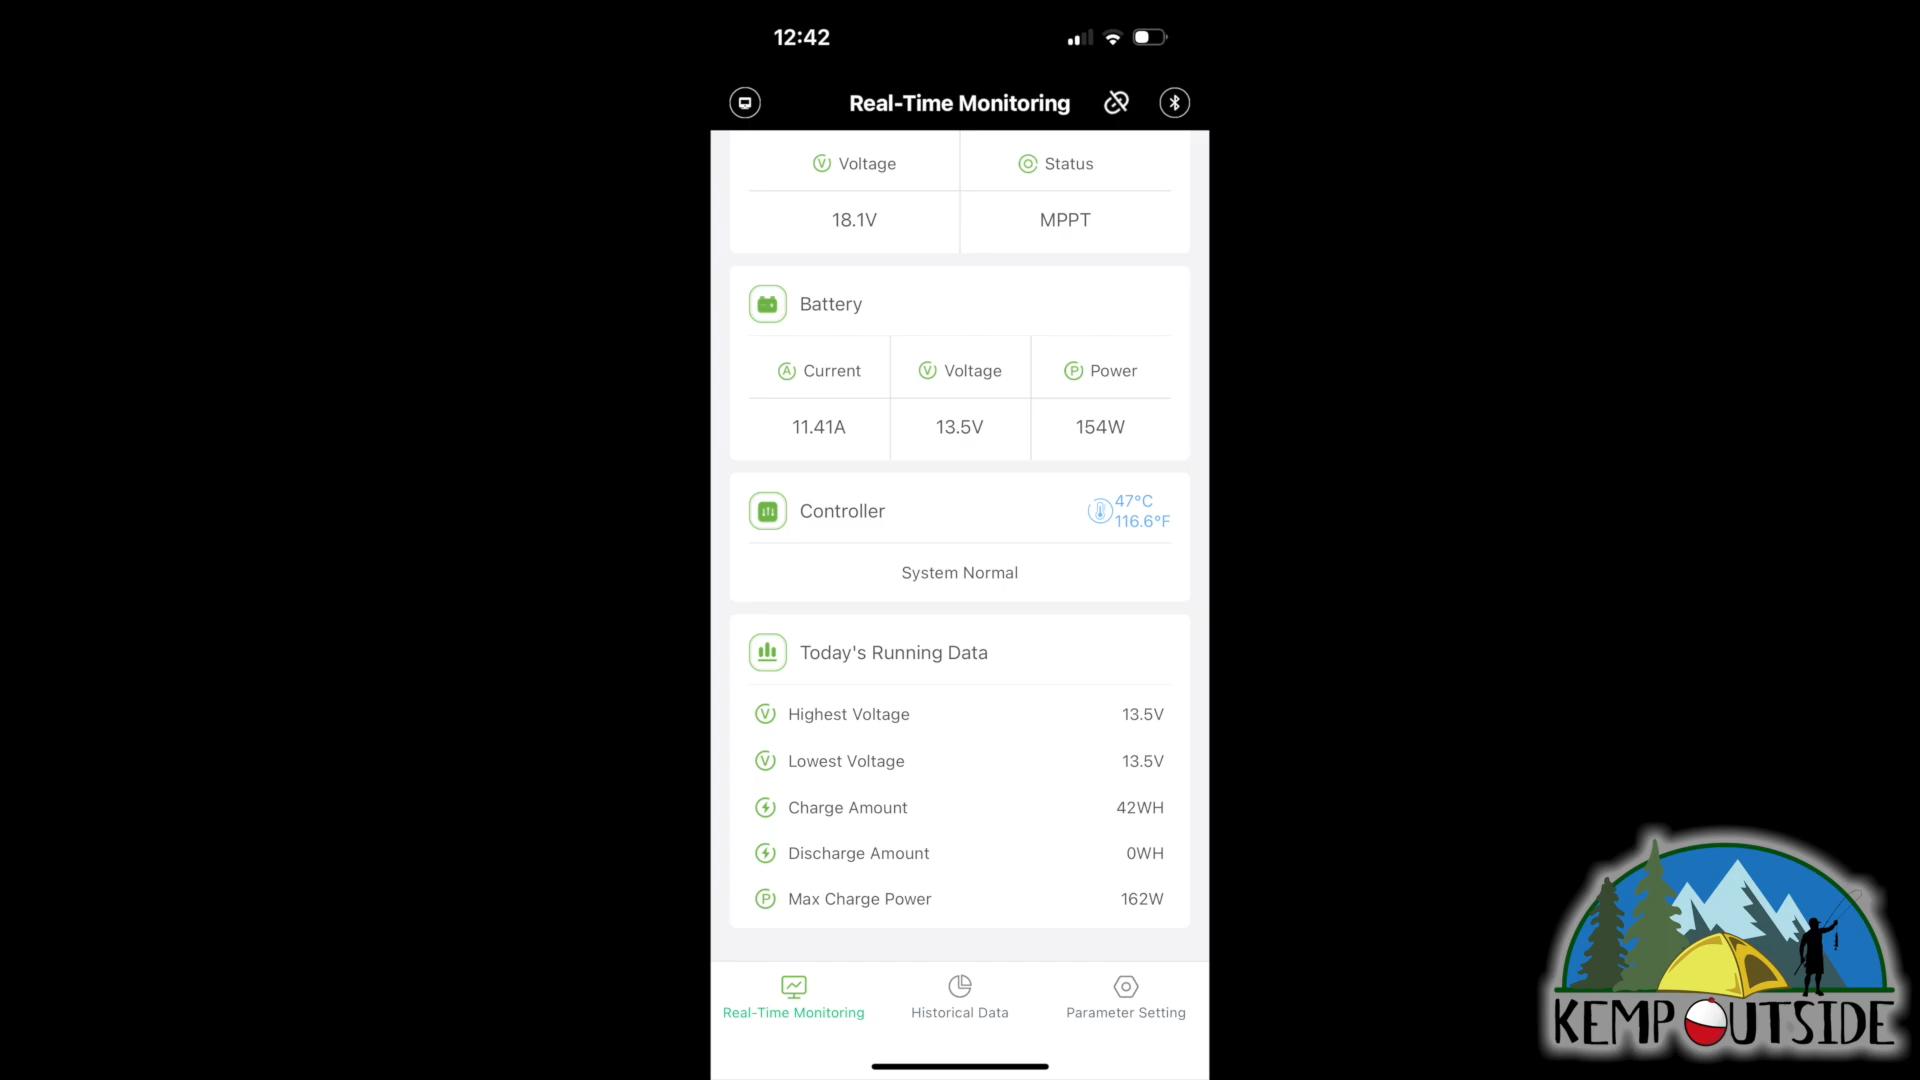 12:42
Real-Time Monitoring
Voltage Status
18.1V MPPT
Battery
Current Voltage Power
11.41A 13.5V 154W
Controller 47°C
116.6°F
System Normal
Today's Running Data
Highest Voltage 13.5V
Lowest Voltage 13.5V
Charge Amount 42WH
Discharge Amount 0WH
Max Charge Power 162W
Real-Time Monitoring Historical Data Parameter Setting
KEMP OUTSIDE